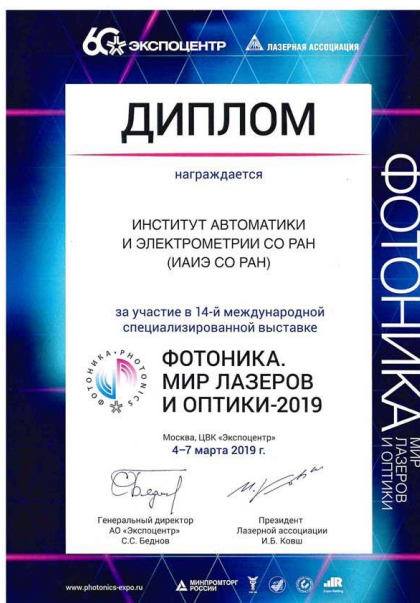 60 ЭКСПОЦЕНТР
ЛАЗЕРНАЯ АССОЦИАЦИЯ
ДИПЛОМ
награждается
ИНСТИТУТ АВТОМАТИКИ
И ЭЛЕКТРОМЕТРИИ СО РАН
(ИАИЭ СО РАН)
за участие в 14-й международной
специализированной выставке
ФОТОНИКА • PHOTONICS •
ФОТОНИКА.
МИР ЛАЗЕРОВ
И ОПТИКИ-2019
Москва, ЦВК «Экспоцентр»
4–7 марта 2019 г.
Генеральный директор
АО «Экспоцентр»
С.С. Беднов
Президент
Лазерной ассоциации
И.Б. Ковш
ФОТОНИКА
МИР
ЛАЗЕРОВ
И ОПТИКИ
www.photonics-expo.ru
МИНПРОМТОРГ
РОССИИ